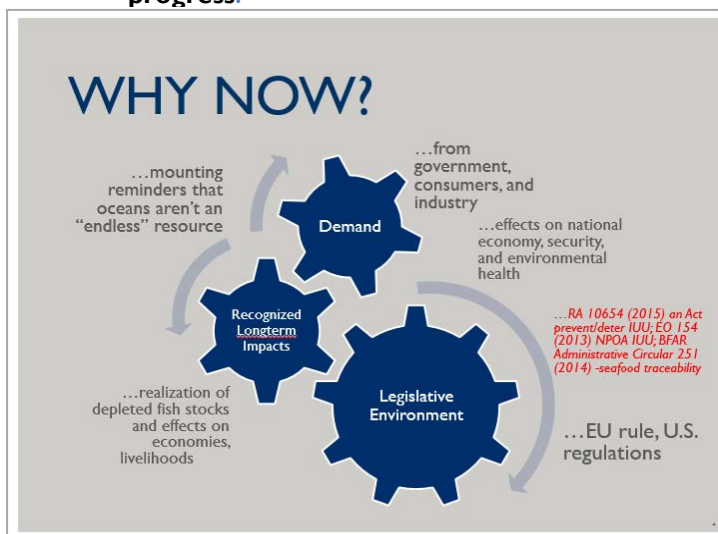 progress.
WHY NOW?
…mounting
reminders that
oceans aren't an
"endless" resource
…from
government,
consumers, and
industry
Demand
…effects on national
economy, security,
and environmental
health
Recognized
Longterm
Impacts
…RA 10654 (2015) an Act
prevent/deter IUU; EO 154
(2013) NPOA IUU; BFAR
Administrative Circular 251
(2014) -seafood traceability
…realization of
depleted fish stocks
and effects on
economies,
livelihoods
Legislative
Environment
…EU rule, U.S.
regulations
4